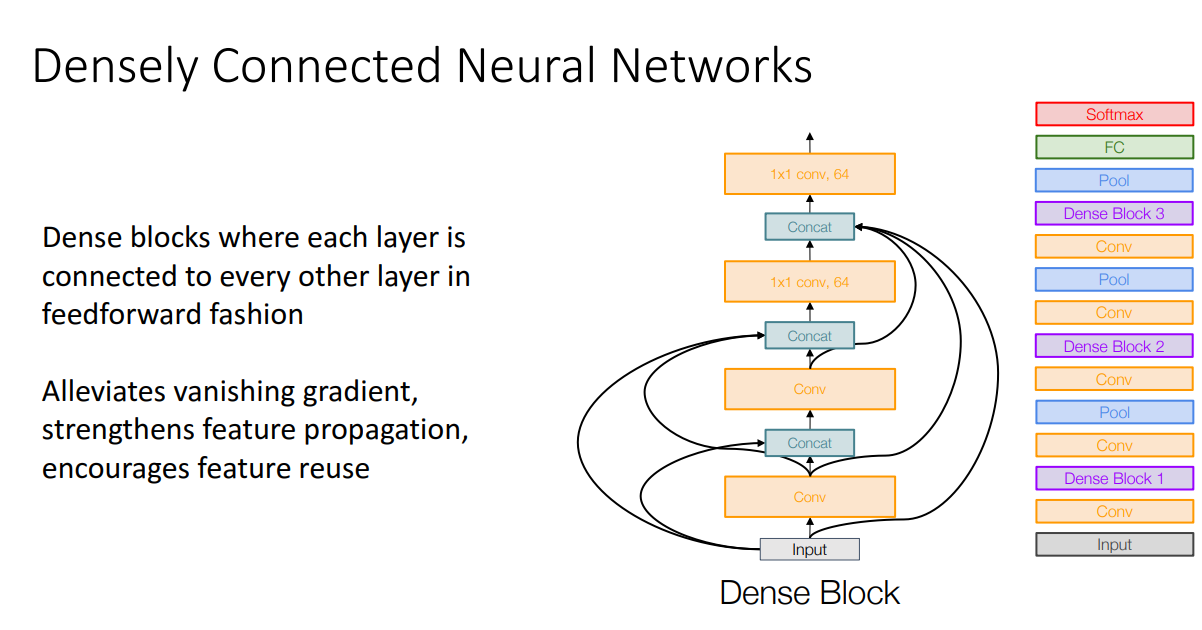 Densely Connected Neural Networks
Dense blocks where each layer is
connected to every other layer in
feedforward fashion
Alleviates vanishing gradient,
strengthens feature propagation,
encourages feature reuse
1x1 conv, 64
Concat
1x1 conv, 64
Concat
Conv
Concat
Conv
Input
Dense Block
Softmax
FC
Pool
Dense Block 3
Conv
Pool
Conv
Dense Block 2
Conv
Pool
Conv
Dense Block 1
Conv
Input